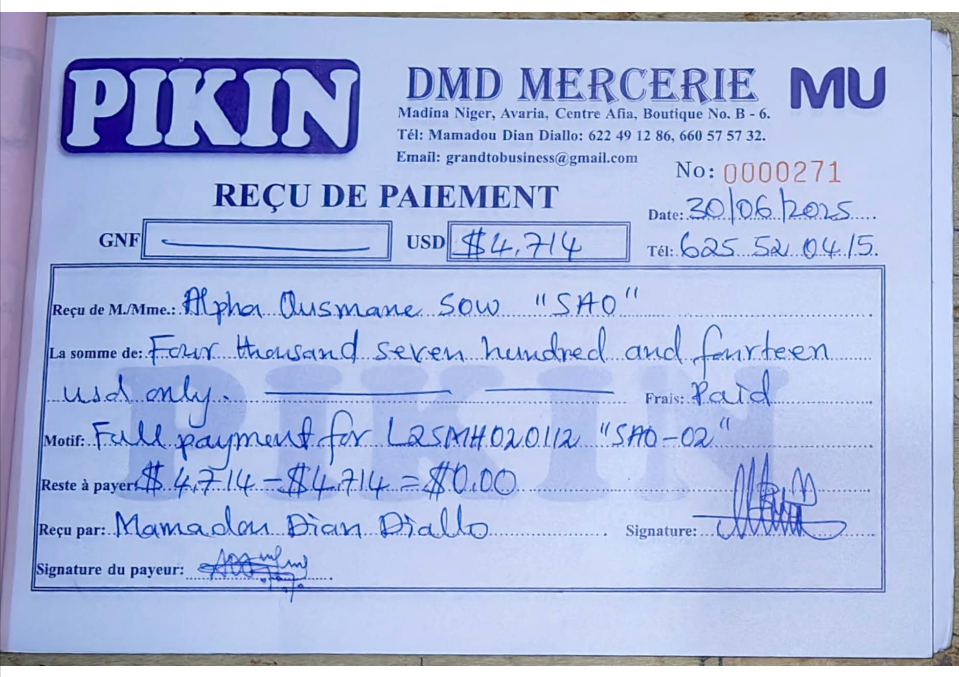 PIKIN
DMD MERCERIE
MU
Madina Niger, Avaria, Centre Afia, Boutique No. B - 6.
Tél: Mamadou Dian Diallo: 622 49 12 86, 660 57 57 32.
Email: grandtobusiness@gmail.com
No: 0000271
REÇU DE PAIEMENT
Date: 30/06/2025
GNF
USD $4,714
Tél: 625 52 04 15.
Reçu de M./Mme.: Alpha Ousmane Sow "SAO"
La somme de: Four thousand seven hundred and fourteen
usd only. Frais: Paid
Motif: Full payment for L25MH020112 "SAO-02"
Reste à payer: $4,714 - $4,714 = $0.00
Reçu par: Mamadou Dian Diallo Signature:
Signature du payeur:
PIKIN